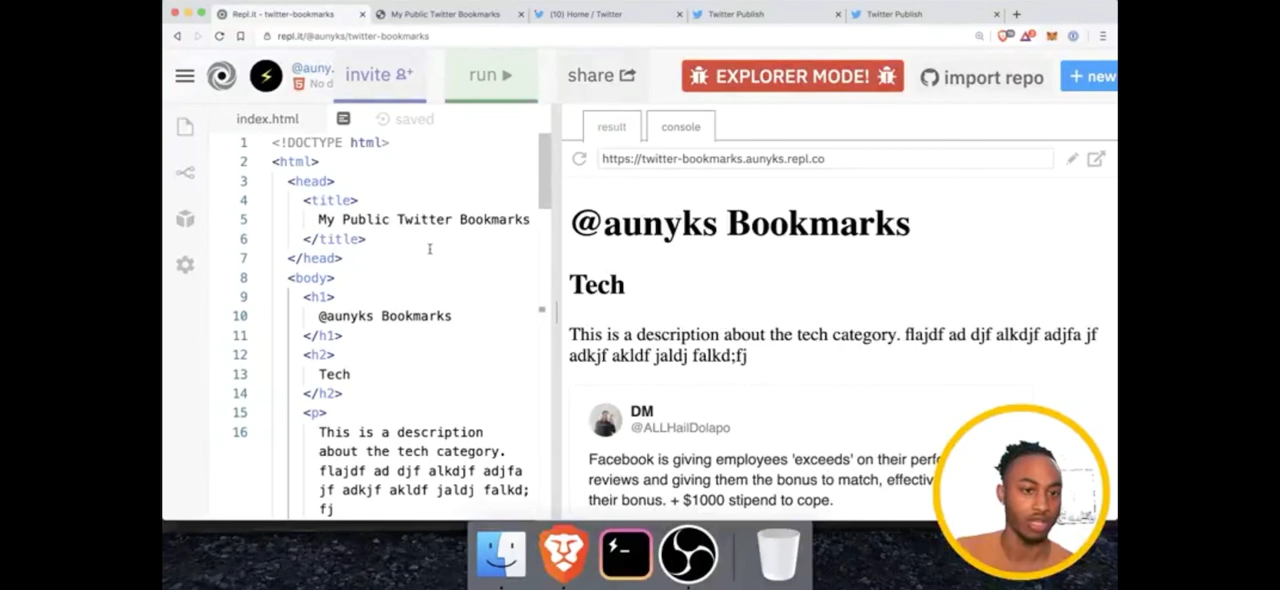 Repl.it - twitter-bookmarks
My Public Twitter Bookmarks
(10) Home / Twitter
Twitter Publish
Twitter Publish
repl.it/@aunyks/twitter-bookmarks
@auny.
No d
invite
run
share
EXPLORER MODE!
import repo
+ new
index.html
saved
result
console
https://twitter-bookmarks.aunyks.repl.co
1 <!DOCTYPE html>
2 <html>
3 <head>
4 <title>
5 My Public Twitter Bookmarks
6 </title>
7 </head>
8 <body>
9 <h1>
10 @aunyks Bookmarks
11 </h1>
12 <h2>
13 Tech
14 </h2>
15 <p>
16 This is a description
about the tech category.
flajdf ad djf alkdjf adjfa
jf adkjf akldf jaldj falkd;
fj
@aunyks Bookmarks
Tech
This is a description about the tech category. flajdf ad djf alkdjf adjfa jf
adkjf akldf jaldj falkd;fj
DM
@ALLHailDolapo
Facebook is giving employees 'exceeds' on their perf
reviews and giving them the bonus to match, effectiv
their bonus. + $1000 stipend to cope.